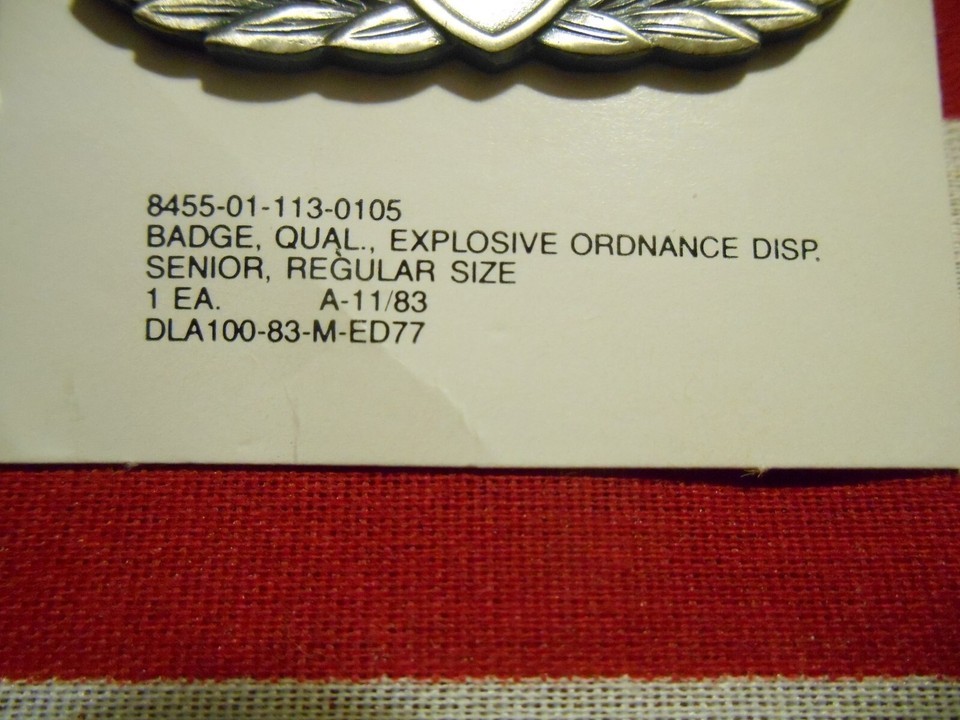 8455-01-113-0105
BADGE, QUAL., EXPLOSIVE ORDNANCE DISP.
SENIOR, REGULAR SIZE
1 EA. A-11/83
DLA100-83-M-ED77